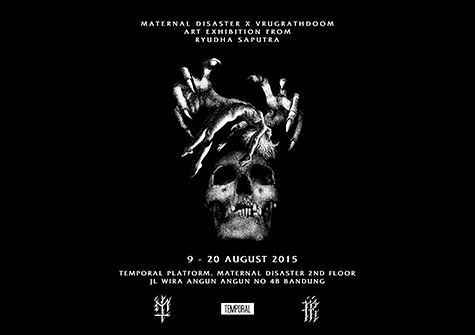 MATERNAL DISASTER X VRUGRATHDOOM
ART EXHIBITION FROM
RYUDHA SAPUTRA
9 - 20 AUGUST 2015
TEMPORAL PLATFORM, MATERNAL DISASTER 2ND FLOOR
JL WIRA ANGUN ANGUN NO 4B BANDUNG
TEMPORAL